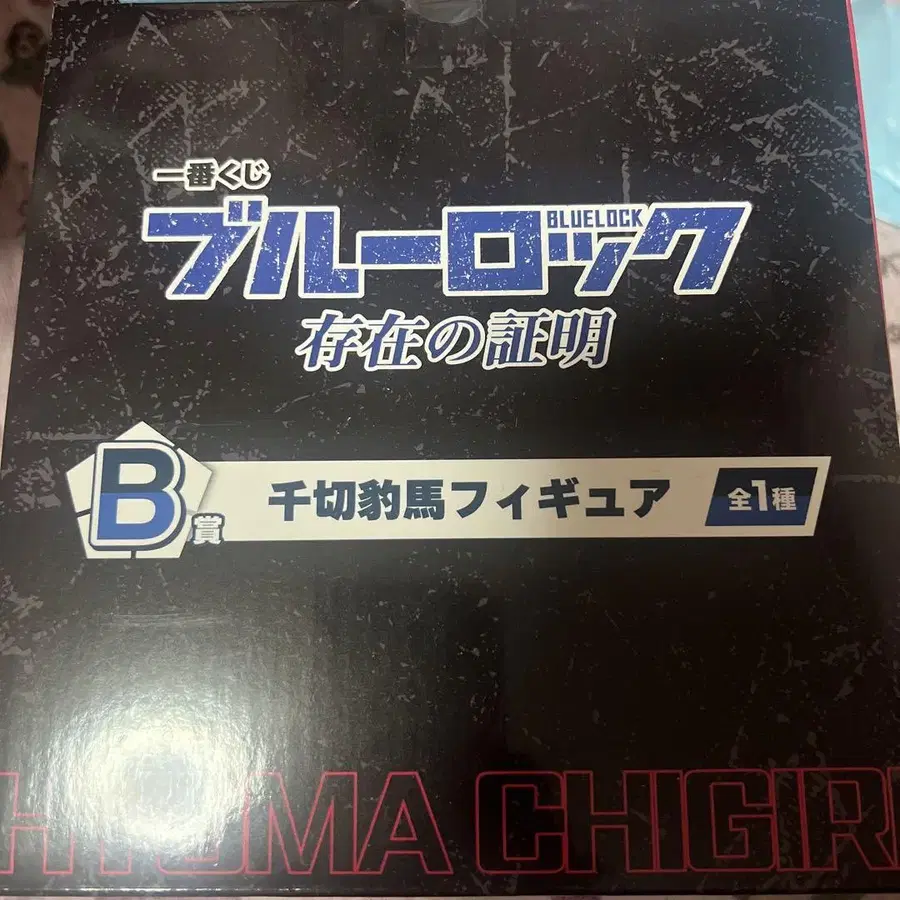 一番くじ
ブルーロック
BLUELOCK
存在の証明
B賞
千切豹馬フィギュア
全1種
HYOMA CHIGIRI